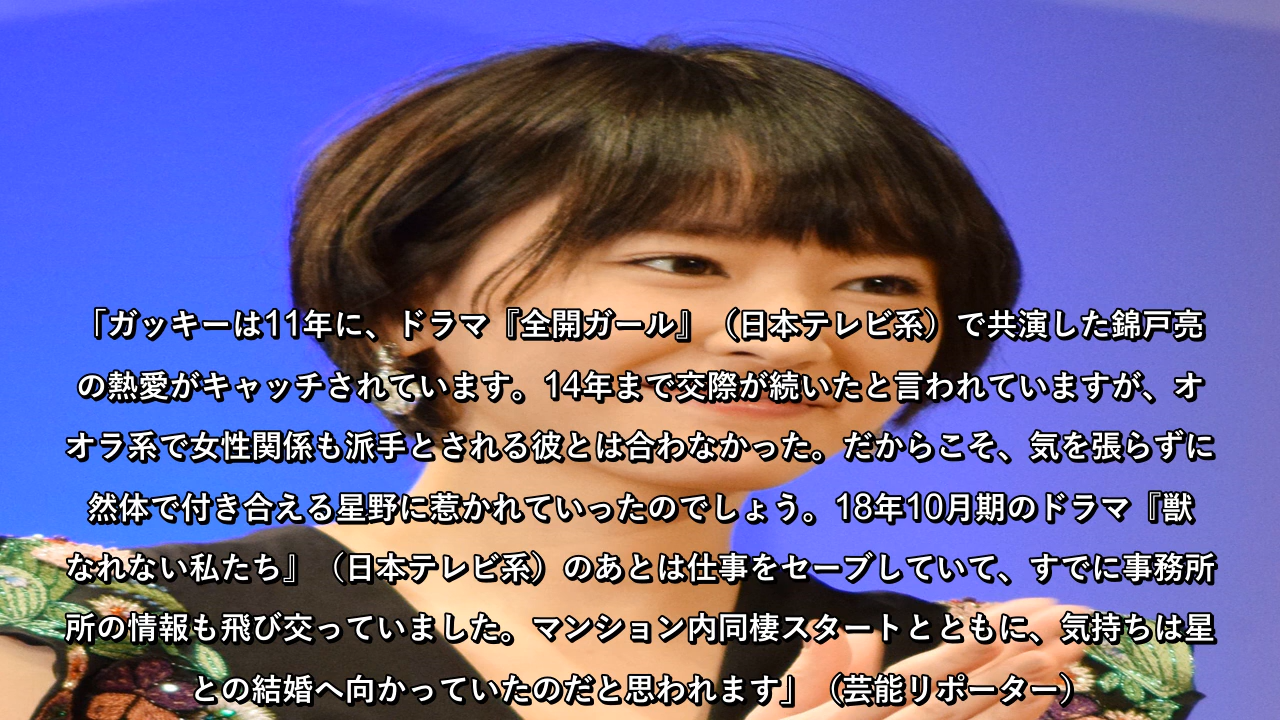 「ガッキーは11年に、ドラマ『全開ガール』（日本テレビ系）で共演した錦戸亮
の熱愛がキャッチされています。14年まで交際が続いたと言われていますが、オ
オラ系で女性関係も派手とされる彼とは合わなかった。だからこそ、気を張らずに
然体で付き合える星野に惹かれていったのでしょう。18年10月期のドラマ『獣
なれない私たち』（日本テレビ系）のあとは仕事をセーブしていて、すでに事務所
所の情報も飛び交っていました。マンション内同棲スタートとともに、気持ちは星
との結婚へ向かっていたのだと思われます」（芸能リポーター）